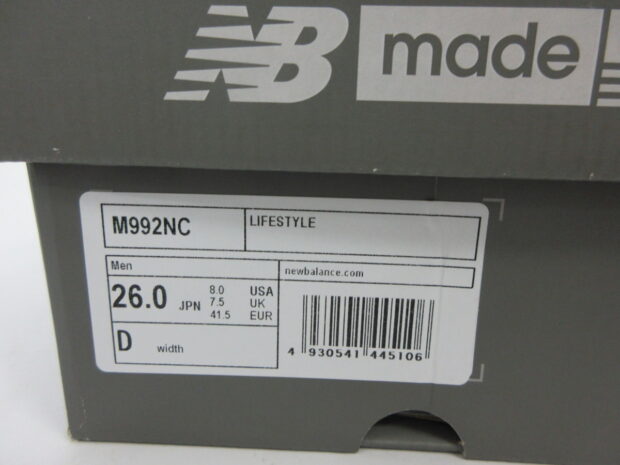 NB made
M992NC LIFESTYLE
Men newbalance.com
26.0 JPN
8.0 USA
7.5 UK
41.5 EUR
D width
4 930541 445106